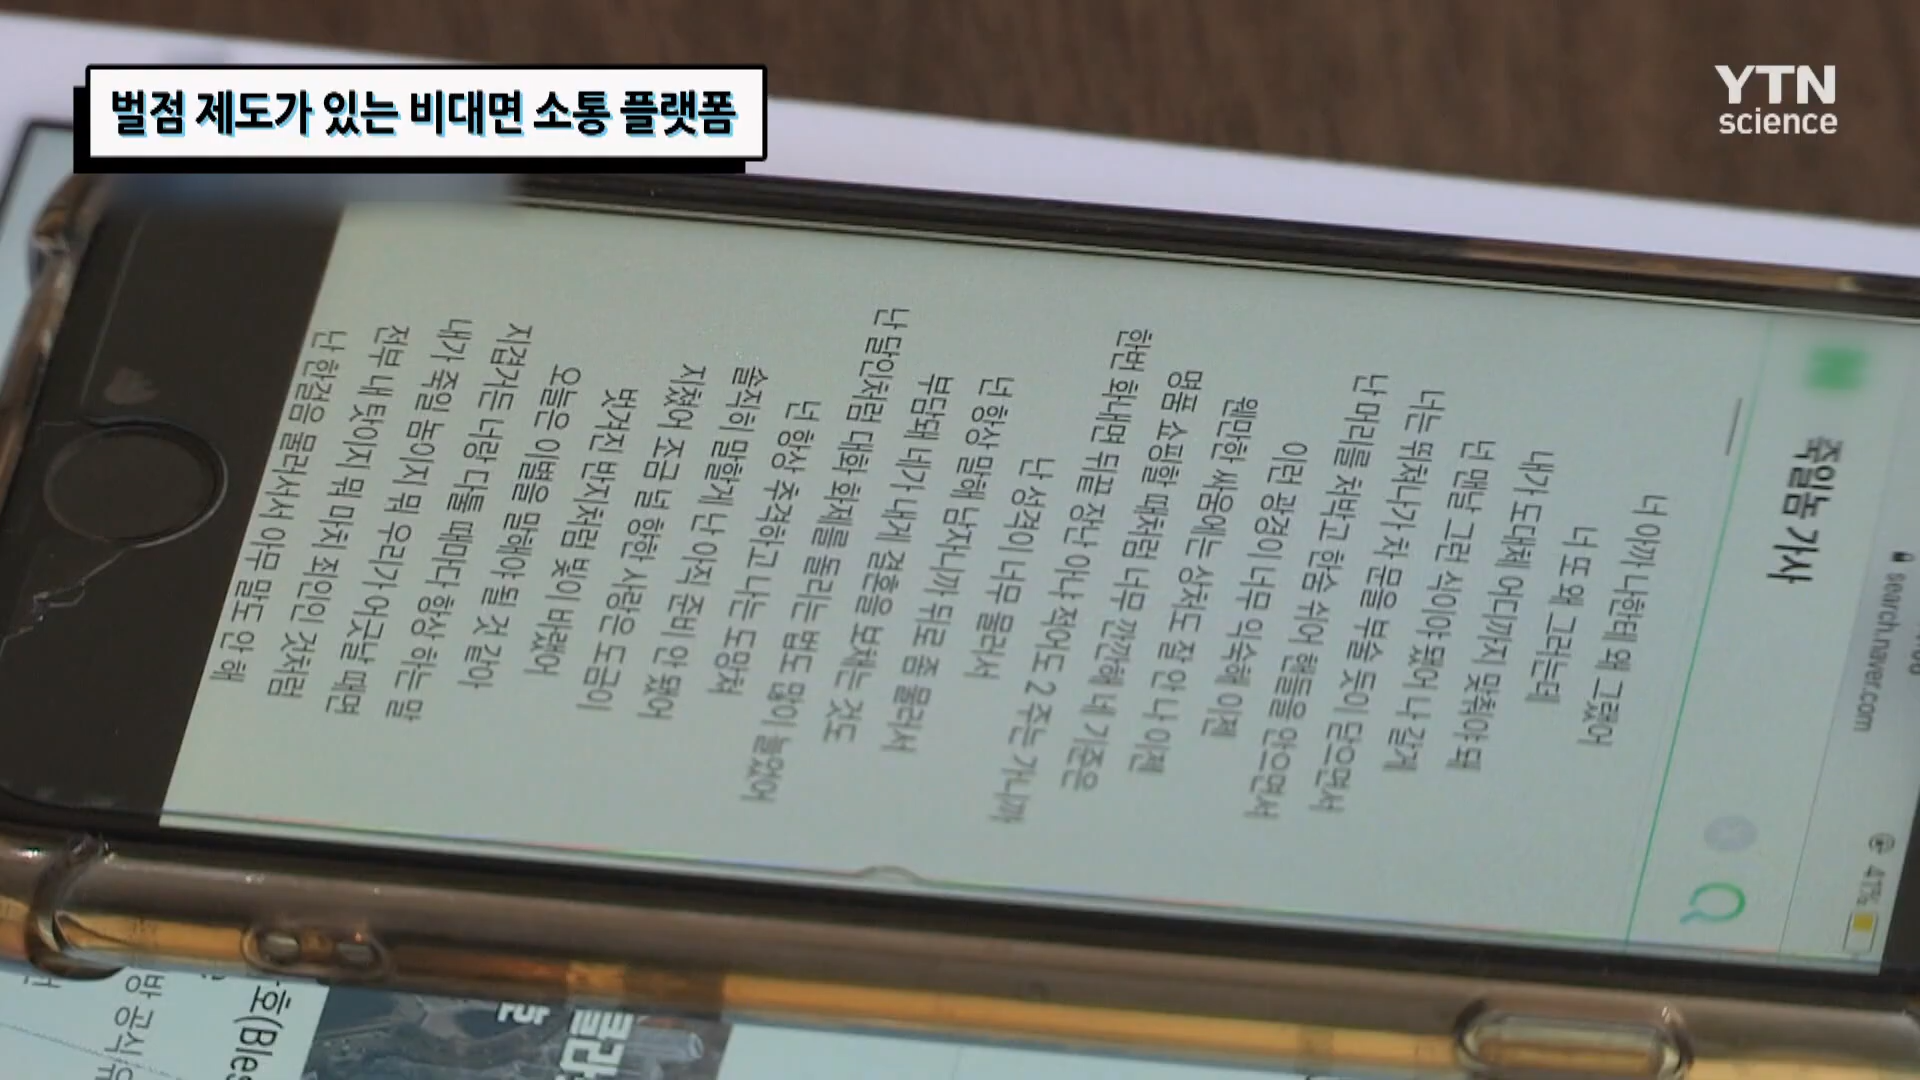 벌점 제도가 있는 비대면 소통 플랫폼
YTN
science
search.naver.com
41%
죽일놈 가사
너 아까 나한테 왜 그랬어
너 또 왜 그러는데
내가 도대체 어디까지 맞춰야 돼
넌 맨날 그런 식이야 됐어 나 갈게
너는 뛰쳐나가 차 문을 부술 듯이 닫으면서
난 머리를 처박고 한숨 쉬어 핸들을 안으면서
이런 광경이 너무 익숙해 이젠
웬만한 싸움에는 상처도 잘 안 나 이젠
명품 쇼핑할 때처럼 너무 깐깐해 네 기준은
한번 화내면 뒤끝 장난 아냐 적어도 2 주는 가니까
난 성격이 너무 물러서
넌 항상 말해 남자니까 뒤로 좀 물러서
부담돼 네가 내게 결혼을 보채는 것도
난 달인처럼 대화 화제를 돌리는 법도 많이 늘었어
넌 항상 추격하고 나는 도망쳐
솔직히 말할게 난 아직 준비 안 됐어
지쳤어 조금 널 향한 사랑은 도금이
벗겨진 반지처럼 빛이 바랬어
오늘은 이별을 말해야 될 것 같아
지겹거든 너랑 다툴 때마다 항상 하는 말
내가 죽일 놈이지 뭐 우리가 어긋날 때면
전부 내 탓이지 뭐 마치 죄인인 것처럼
난 한걸음 물러서서 아무 말도 안 해
호(Bles
방 공식